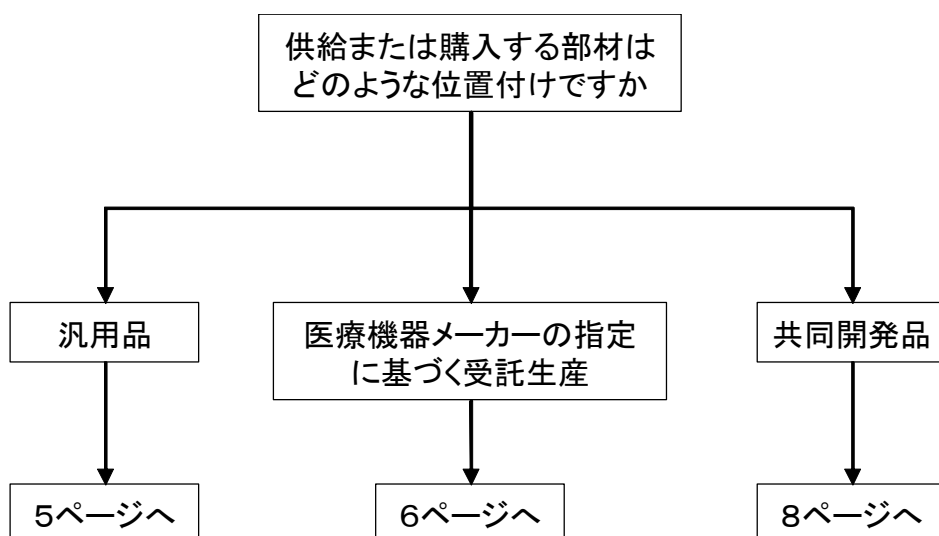 供給または購入する部材は
どのような位置付けですか
汎用品
医療機器メーカーの指定
に基づく受託生産
共同開発品
5ページへ
6ページへ
8ページへ